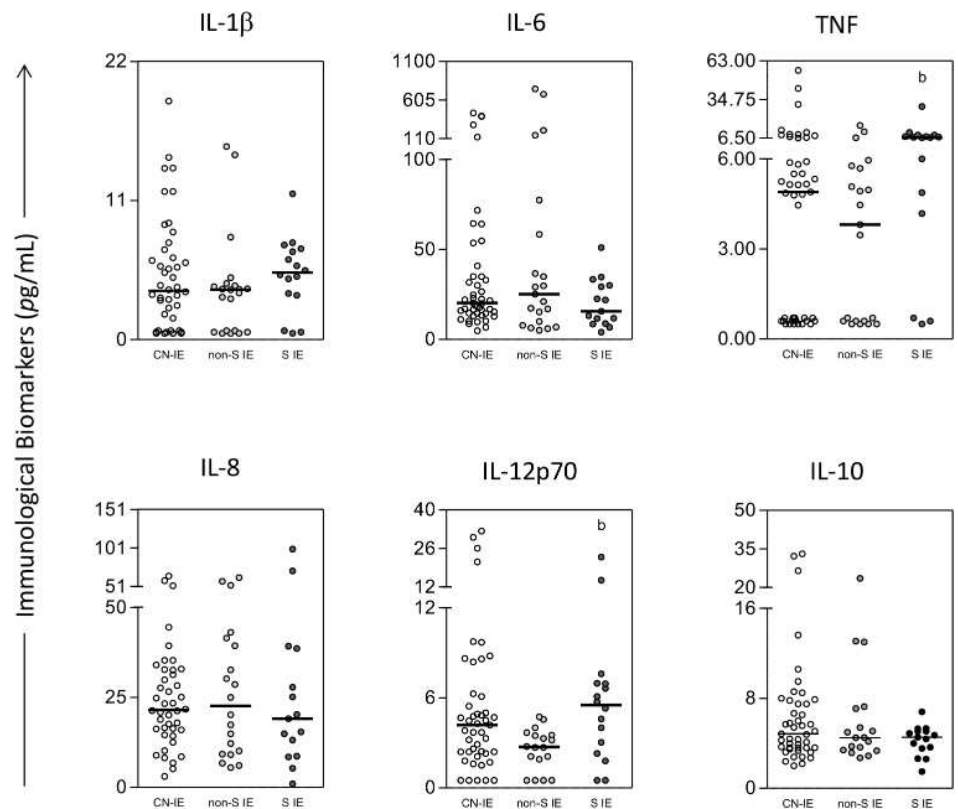 IL-1β
22
11
0
CN-IE non-S IE S IE
IL-6
1100
605
110
100
50
0
CN-IE non-S IE S IE
TNF
63.00
34.75
6.50
6.00
3.00
0.00
b
CN-IE non-S IE S IE
Immunological Biomarkers (pg/mL)
IL-8
151
101
51
50
25
0
CN-IE non-S IE S IE
IL-12p70
40
26
12
12
6
0
b
CN-IE non-S IE S IE
IL-10
50
35
20
16
8
0
CN-IE non-S IE S IE